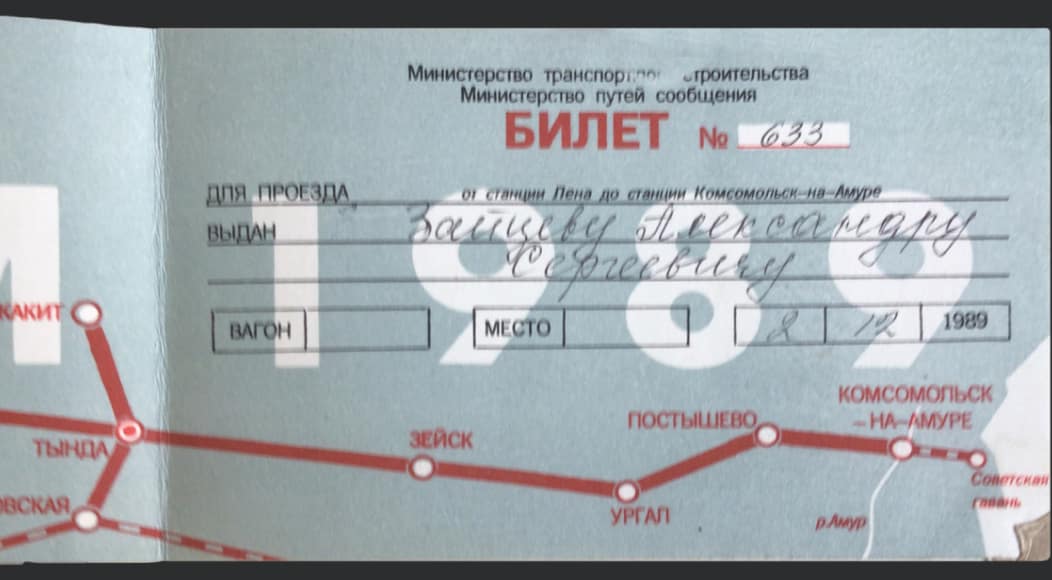 Министерство транспортного строительства
Министерство путей сообщения
БИЛЕТ № 633
ДЛЯ ПРОЕЗДА от станции Лена до станции Комсомольск-на-Амуре
ВЫДАН Зайцеву Александру
Сергеевичу
1989
ВАГОН МЕСТО 2 12 1989
КАКИТ
КОМСОМОЛЬСК
-НА-АМУРЕ
ПОСТЫШЕВО
ЗЕЙСК
ТЫНДА
Советская
гавань
ОВСКАЯ
УРГАЛ
р.Амур